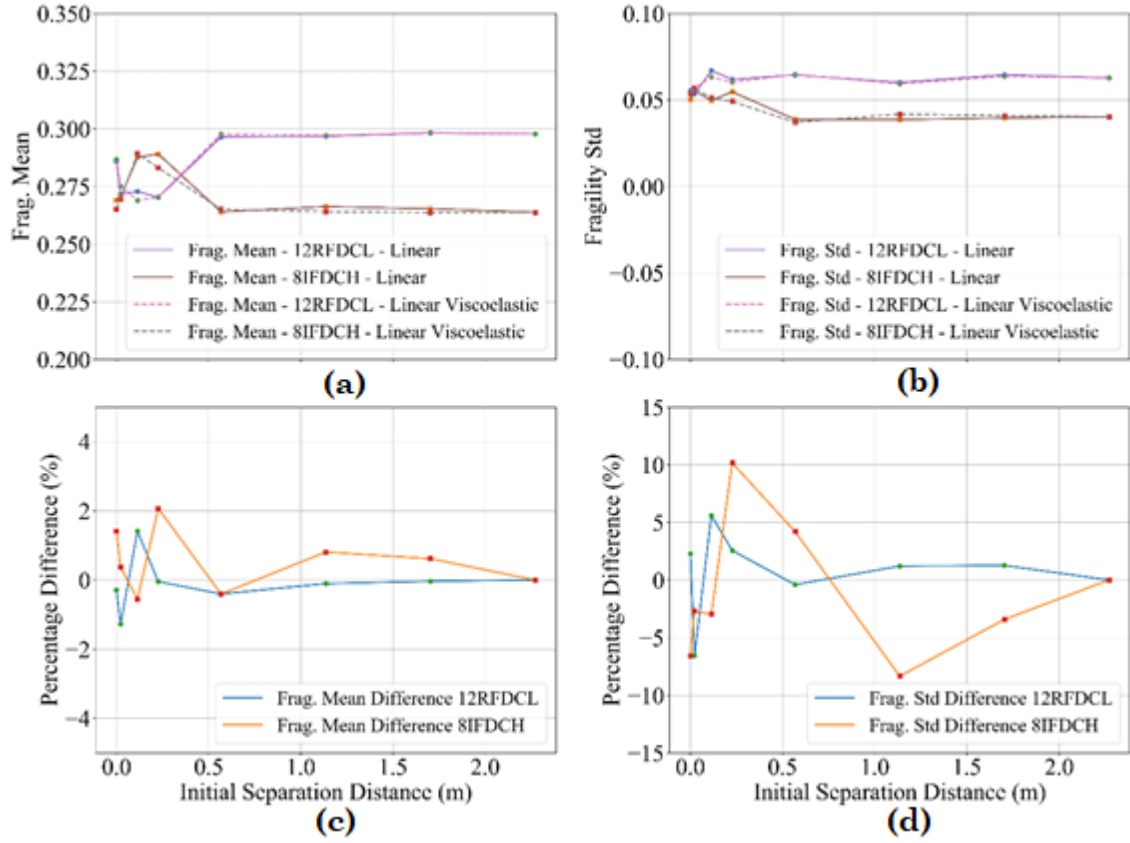 0.350
0.325
0.300
0.275
0.250
0.225
0.200
Frag. Mean
Frag. Mean - 12RFDCL - Linear
Frag. Mean - 8IFDCH - Linear
Frag. Mean - 12RFDCL - Linear Viscoelastic
Frag. Mean - 8IFDCH - Linear Viscoelastic
(a)
0.10
0.05
0.00
−0.05
−0.10
Fragility Std
Frag. Std - 12RFDCL - Linear
Frag. Std - 8IFDCH - Linear
Frag. Std - 12RFDCL - Linear Viscoelastic
Frag. Std - 8IFDCH - Linear Viscoelastic
(b)
4
2
0
−2
−4
Percentage Difference (%)
Frag. Mean Difference 12RFDCL
Frag. Mean Difference 8IFDCH
0.0 0.5 1.0 1.5 2.0
Initial Separation Distance (m)
(c)
15
10
5
0
−5
−10
−15
Percentage Difference (%)
Frag. Std Difference 12RFDCL
Frag. Std Difference 8IFDCH
0.0 0.5 1.0 1.5 2.0
Initial Separation Distance (m)
(d)